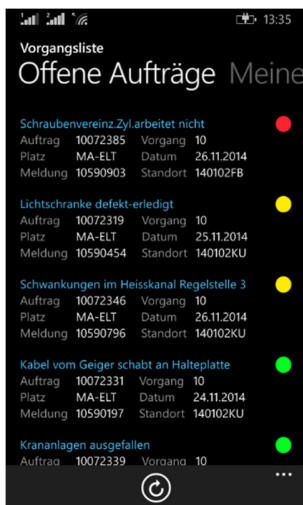 13:35
Vorgangsliste
Offene Aufträge Meine
Schraubenvereinz.Zyl.arbeitet nicht
Auftrag 10072385 Vorgang 10
Platz MA-ELT Datum 26.11.2014
Meldung 10590903 Standort 140102FB
Lichtschranke defekt-erledigt
Auftrag 10072319 Vorgang 10
Platz MA-ELT Datum 25.11.2014
Meldung 10590454 Standort 140102KU
Schwankungen im Heisskanal Regelstelle 3
Auftrag 10072346 Vorgang 10
Platz MA-ELT Datum 26.11.2014
Meldung 10590796 Standort 140102KU
Kabel vom Geiger schabt an Halteplatte
Auftrag 10072331 Vorgang 10
Platz MA-ELT Datum 24.11.2014
Meldung 10590197 Standort 140102KU
Krananlagen ausgefallen
Auftrag 10072339 Vorgang 10